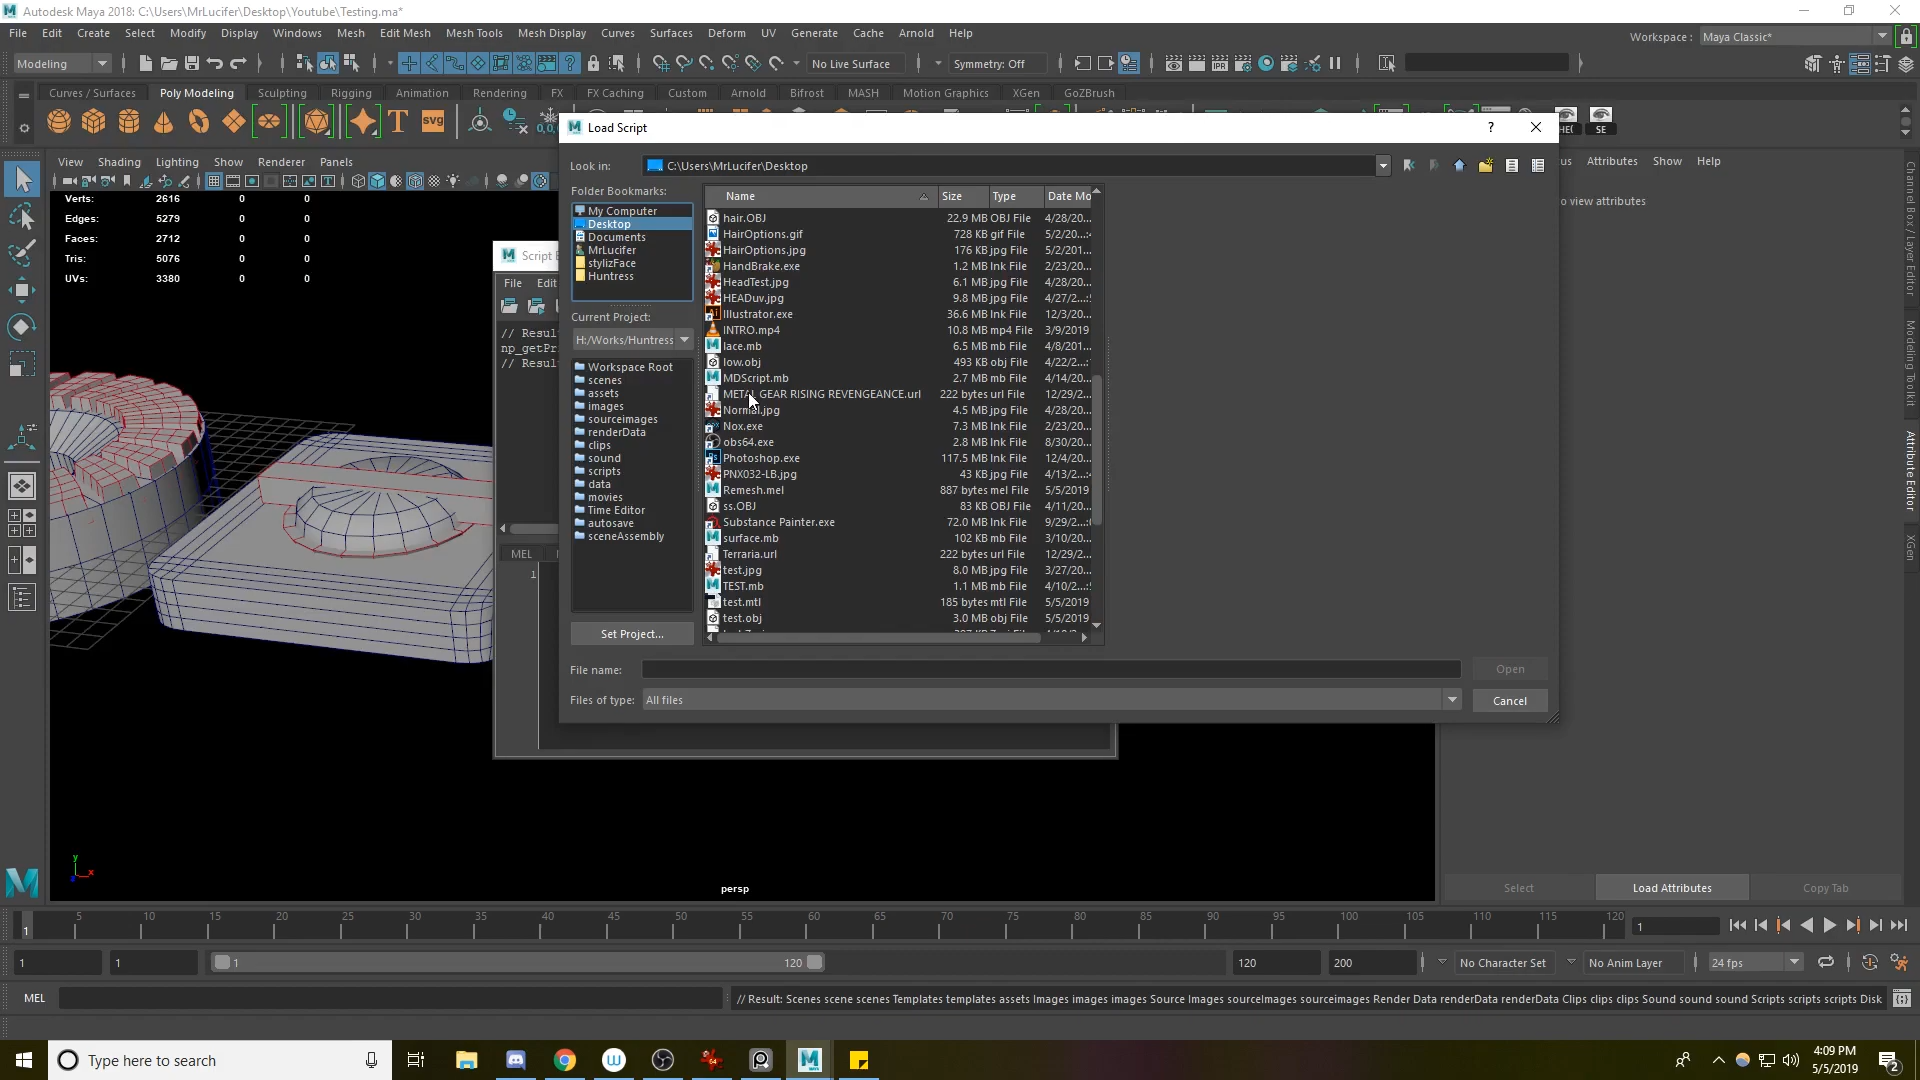 Autodesk Maya 2018: C:\Users\MrLucifer\Desktop\Youtube\Testing.ma*
File Edit Create Select Modify Display Windows Mesh Edit Mesh Mesh Tools Mesh Display Curves Surfaces Deform UV Generate Cache Arnold Help
Workspace : Maya Classic*
Modeling No Live Surface Symmetry: Off
Curves / Surfaces Poly Modeling Sculpting Rigging Animation Rendering FX FX Caching Custom Arnold Bifrost MASH Motion Graphics XGen GoZBrush
SE
View Shading Lighting Show Renderer Panels
Verts: 2616 0 0
Edges: 5279 0 0
Faces: 2712 0 0
Tris: 5076 0 0
UVs: 3380 0 0
Load Script
?
Look in: C:\Users\MrLucifer\Desktop
Folder Bookmarks:
My Computer
Desktop
Documents
MrLucifer
stylizFace
Huntress
Current Project:
H:/Works/Huntress
Workspace Root
scenes
assets
images
sourceimages
renderData
clips
sound
scripts
data
movies
Time Editor
autosave
sceneAssembly
Set Project...
Name Size Type Date Mo
hair.OBJ 22.9 MB OBJ File 4/28/20...
HairOptions.gif 728 KB gif File 5/2/20...:
HairOptions.jpg 176 KB jpg File 5/2/201...
HandBrake.exe 1.2 MB lnk File 2/23/20...
HeadTest.jpg 6.1 MB jpg File 4/28/20...
HEADuv.jpg 9.8 MB jpg File 4/27/2...:
Illustrator.exe 36.6 MB lnk File 12/3/20...
INTRO.mp4 10.8 MB mp4 File 3/9/2019
lace.mb 6.5 MB mb File 4/8/201...
low.obj 493 KB obj File 4/22/2...:
MDScript.mb 2.7 MB mb File 4/14/20...
METAL GEAR RISING REVENGEANCE.url 222 bytes url File 12/29/2...
Normal.jpg 4.5 MB jpg File 4/28/20...
Nox.exe 7.3 MB lnk File 2/23/20...
obs64.exe 2.8 MB lnk File 8/30/20...
Photoshop.exe 117.5 MB lnk File 12/4/20...
PNX032-LB.jpg 43 KB jpg File 4/13/2...:
Remesh.mel 887 bytes mel File 5/5/2019
ss.OBJ 83 KB OBJ File 4/11/20...
Substance Painter.exe 72.0 MB lnk File 9/29/2...:
surface.mb 102 KB mb File 3/10/20...
Terraria.url 222 bytes url File 12/29/2...
test.jpg 8.0 MB jpg File 3/27/20...
TEST.mb 1.1 MB mb File 4/10/2...:
test.mtl 185 bytes mtl File 5/5/2019
test.obj 3.0 MB obj File 5/5/2019
File name: Open
Files of type: All files Cancel
Script E
File Edit
// Resul
np_getPr
// Resul
MEL
1
us Attributes Show Help
o view attributes
Channel Box / Layer Editor
Modeling Toolkit
Attribute Editor
XGen
y
x
persp
Select Load Attributes Copy Tab
5 10 15 20 25 30 35 40 45 50 55 60 65 70 75 80 85 90 95 100 105 110 115 120
1 1
1 1 1 120 120 200 No Character Set No Anim Layer 24 fps
MEL // Result: Scenes scene scenes Templates templates assets Images images images Source Images sourceImages sourceimages Render Data renderData renderData Clips clips clips Sound sound sound Scripts scripts scripts Disk
Type here to search
4:09 PM
5/5/2019
2